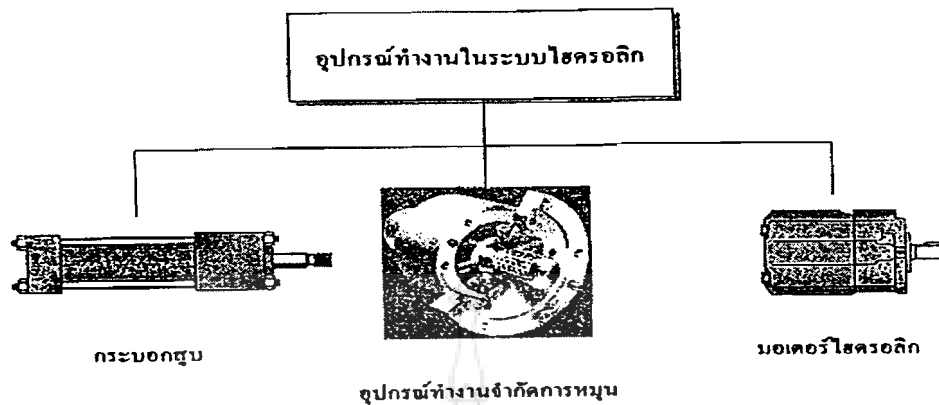 อุปกรณ์ทำงานในระบบไฮดรอลิก
กระบอกสูบ
มอเตอร์ไฮดรอลิก
อุปกรณ์ทำงานจำกัดการหมุน